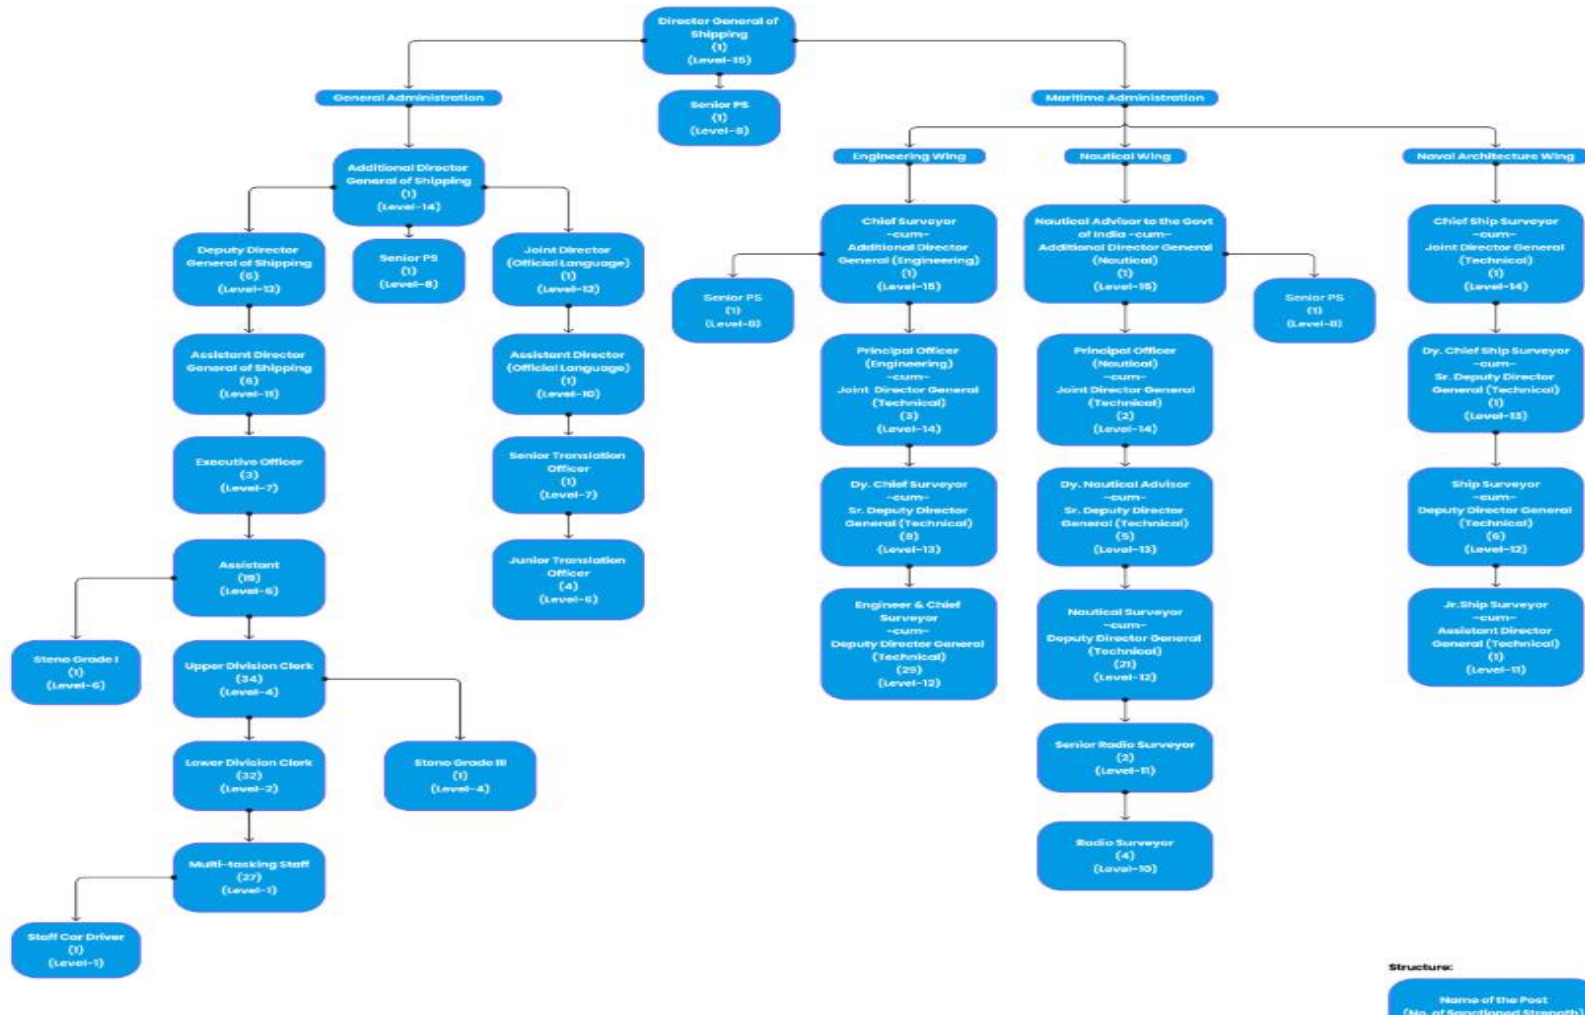 Director General of
Shipping
(1)
(Level-15)
General Administration
Senior PS
(1)
(Level-8)
Maritime Administration
Additional Director
General of Shipping
(1)
(Level-14)
Engineering Wing
Nautical Wing
Naval Architecture Wing
Deputy Director
General of Shipping
(6)
(Level-12)
Senior PS
(1)
(Level-8)
Joint Director
(Official Language)
(1)
(Level-12)
Chief Surveyor
-cum-
Additional Director
General (Engineering)
(1)
(Level-15)
Nautical Advisor to the Govt
of India -cum-
Additional Director General
(Nautical)
(1)
(Level-15)
Chief Ship Surveyor
-cum-
Joint Director General
(Technical)
(1)
(Level-14)
Senior PS
(1)
(Level-8)
Senior PS
(1)
(Level-8)
Assistant Director
General of Shipping
(6)
(Level-11)
Assistant Director
(Official Language)
(1)
(Level-10)
Principal Officer
(Engineering)
-cum-
Joint Director General
(Technical)
(3)
(Level-14)
Principal Officer
(Nautical)
-cum-
Joint Director General
(Technical)
(2)
(Level-14)
Dy. Chief Ship Surveyor
-cum-
Sr. Deputy Director
General (Technical)
(1)
(Level-13)
Executive Officer
(3)
(Level-7)
Senior Translation
Officer
(1)
(Level-7)
Dy. Chief Surveyor
-cum-
Sr. Deputy Director
General (Technical)
(8)
(Level-13)
Dy. Nautical Advisor
-cum-
Sr. Deputy Director
General (Technical)
(5)
(Level-13)
Ship Surveyor
-cum-
Deputy Director General
(Technical)
(6)
(Level-12)
Assistant
(19)
(Level-6)
Junior Translation
Officer
(4)
(Level-6)
Engineer & Chief
Surveyor
-cum-
Deputy Director General
(Technical)
(29)
(Level-12)
Nautical Surveyor
-cum-
Deputy Director General
(Technical)
(21)
(Level-12)
Jr.Ship Surveyor
-cum-
Assistant Director
General (Technical)
(1)
(Level-11)
Steno Grade I
(1)
(Level-6)
Upper Division Clerk
(34)
(Level-4)
Lower Division Clerk
(32)
(Level-2)
Steno Grade III
(1)
(Level-4)
Senior Radio Surveyor
(2)
(Level-11)
Multi-tasking Staff
(27)
(Level-1)
Radio Surveyor
(4)
(Level-10)
Staff Car Driver
(1)
(Level-1)
Structure:
Name of the Post
(No. of Sanctioned Strength)